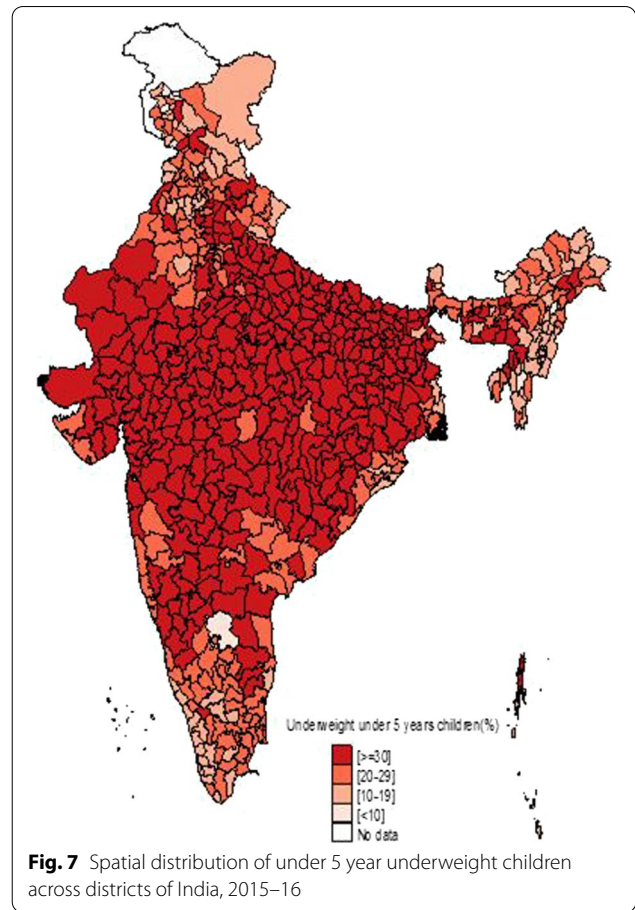 Underweight under 5 years children(%)
[>=30]
[20-29]
[10-19]
[<10]
No data
Fig. 7 Spatial distribution of under 5 year underweight children
across districts of India, 2015–16